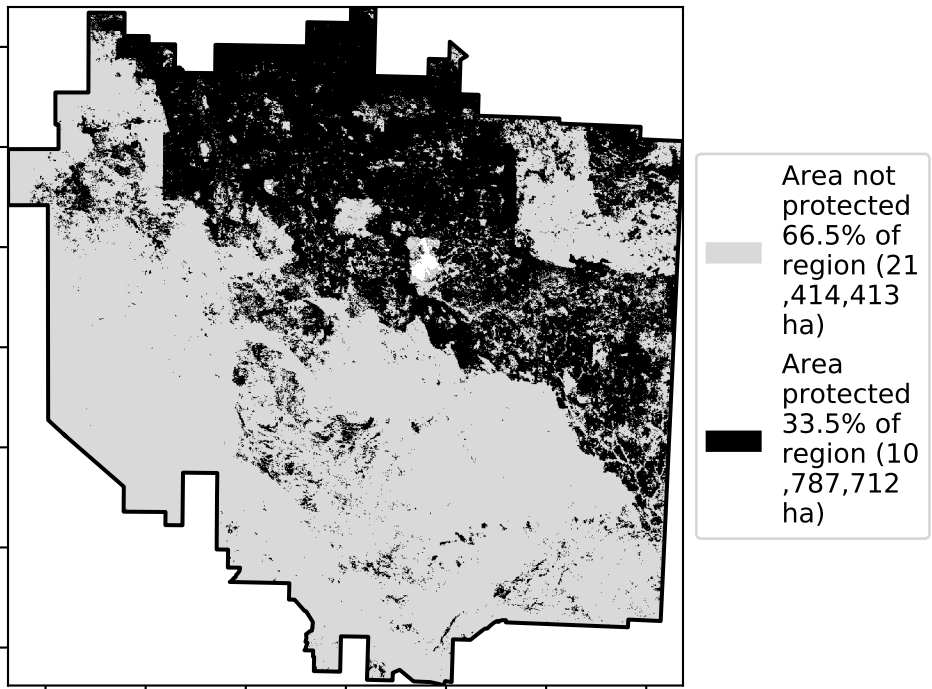 Area not
protected
66.5% of
region (21
,414,413
ha)
Area
protected
33.5% of
region (10
,787,712
ha)